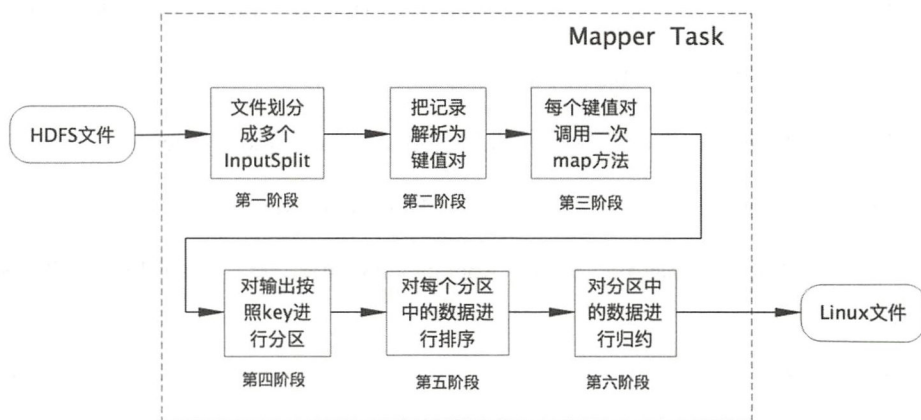 Mapper Task
HDFS文件
文件划分
成多个
InputSplit
第一阶段
把记录
解析为
键值对
第二阶段
每个键值对
调用一次
map方法
第三阶段
对输出按
照key进
行分区
第四阶段
对每个分区
中的数据进
行排序
第五阶段
对分区中
的数据进
行归约
第六阶段
Linux文件